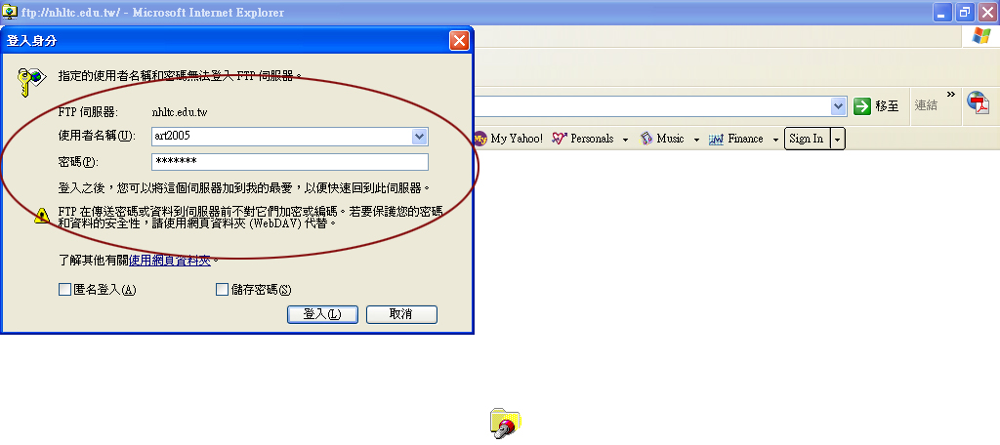 ftp://nhltc.edu.tw/ - Microsoft Internet Explorer
登入身分
指定的使用者名稱和密碼無法登入 FTP 伺服器。
FTP 伺服器: nhltc.edu.tw
使用者名稱(U): art2005
密碼(P): *******
登入之後，您可以將這個伺服器加到我的最愛，以便快速回到此伺服器。
FTP 在傳送密碼或資料到伺服器前不對它們加密或編碼。若要保護您的密碼
和資料的安全性，請使用網頁資料夾 (WebDAV) 代替。
了解其他有關使用網頁資料夾。
匿名登入(A) 儲存密碼(S)
登入(L) 取消
移至 連結 »
My Yahoo! Personals Music Finance Sign In